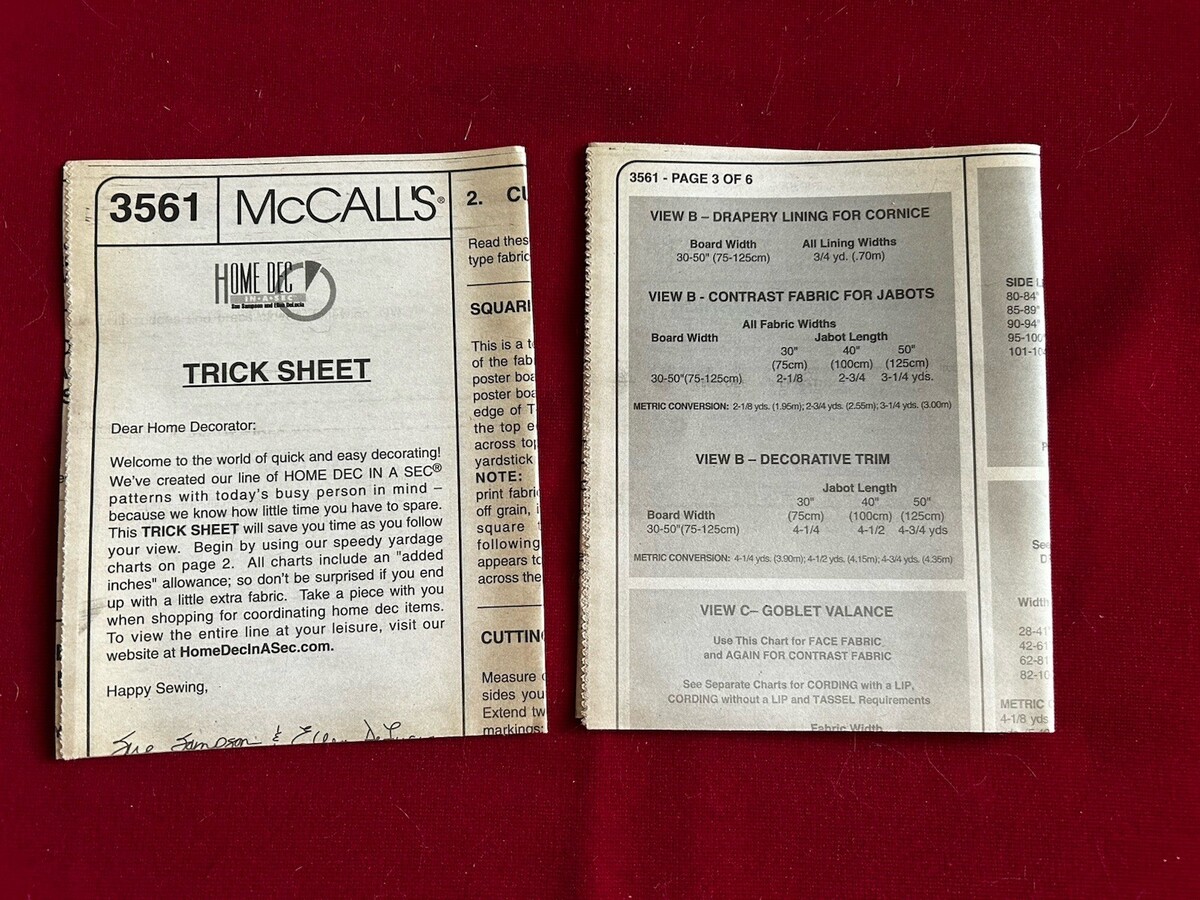 3561 McCALL'S®
HOME DEC
IN•A•SEC
TRICK SHEET
Dear Home Decorator:
Welcome to the world of quick and easy decorating!
We've created our line of HOME DEC IN A SEC®
patterns with today's busy person in mind –
because we know how little time you have to spare.
This TRICK SHEET will save you time as you follow
your view. Begin by using our speedy yardage
charts on page 2. All charts include an "added
inches" allowance; so don't be surprised if you end
up with a little extra fabric. Take a piece with you
when shopping for coordinating home dec items.
To view the entire line at your leisure, visit our
website at HomeDecInASec.com.
Happy Sewing,
Sue Sampson & Ellen
2. CU
Read thes
type fabric
SQUARI
This is a t
of the fab
poster boa
poster boa
edge of T
the top e
across top
yardstick
NOTE:
print fabri
off grain, i
square
following
appears to
across the
CUTTIN
Measure
sides you
Extend tw
markings
3561 - PAGE 3 OF 6
VIEW B – DRAPERY LINING FOR CORNICE
Board Width All Lining Widths
30-50" (75-125cm) 3/4 yd. (.70m)
VIEW B - CONTRAST FABRIC FOR JABOTS
All Fabric Widths
Board Width Jabot Length
30" 40" 50"
(75cm) (100cm) (125cm)
30-50"(75-125cm) 2-1/8 2-3/4 3-1/4 yds.
METRIC CONVERSION: 2-1/8 yds. (1.95m); 2-3/4 yds. (2.55m); 3-1/4 yds. (3.00m)
VIEW B – DECORATIVE TRIM
Jabot Length
30" 40" 50"
Board Width (75cm) (100cm) (125cm)
30-50"(75-125cm) 4-1/4 4-1/2 4-3/4 yds
METRIC CONVERSION: 4-1/4 yds. (3.90m); 4-1/2 yds. (4.15m); 4-3/4 yds. (4.35m)
VIEW C– GOBLET VALANCE
Use This Chart for FACE FABRIC
and AGAIN FOR CONTRAST FABRIC
See Separate Charts for CORDING with a LIP,
CORDING without a LIP and TASSEL Requirements
Fabric Width
SIDE L
80-84"
85-89"
90-94"
95-100
101-104
See
Width
28-41
42-61
62-81
82-10
METRIC
4-1/8 yds